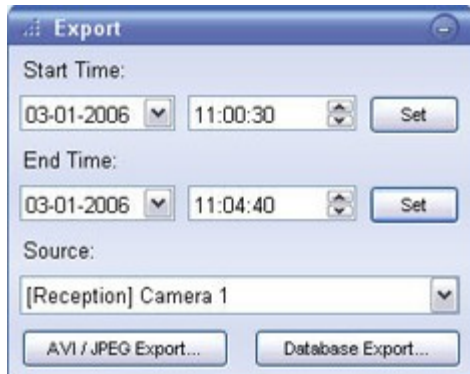 Export
Start Time:
03-01-2006 11:00:30 Set
End Time:
03-01-2006 11:04:40 Set
Source:
[Reception] Camera 1
AVI / JPEG Export... Database Export...